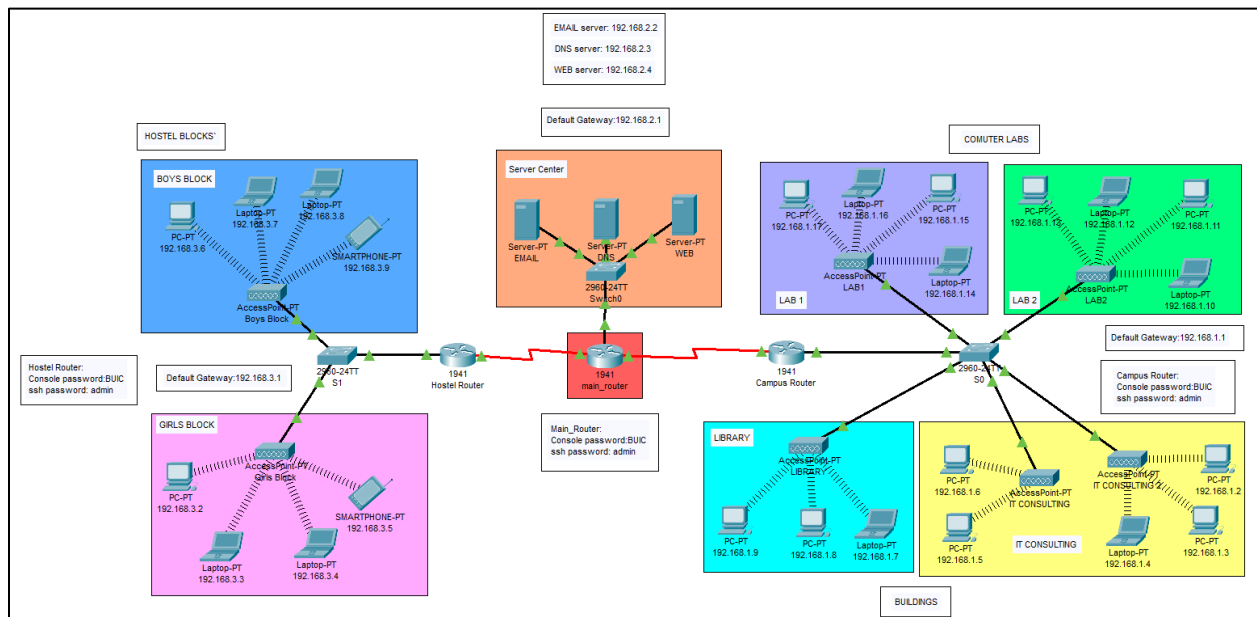 EMAIL server: 192.168.2.2
DNS server: 192.168.2.3
WEB server: 192.168.2.4
Default Gateway:192.168.2.1
HOSTEL BLOCKS`
COMUTER LABS
BOYS BLOCK
PC-PT
192.168.3.6
Laptop-PT
192.168.3.7
Laptop-PT
192.168.3.8
SMARTPHONE-PT
192.168.3.9
AccessPoint-PT
Boys Block
Server Center
Server-PT
EMAIL
Server-PT
DNS
Server-PT
WEB
2960-24TT
Switch0
LAB 1
PC-PT
192.168.1.17
Laptop-PT
192.168.1.16
PC-PT
192.168.1.15
Laptop-PT
192.168.1.14
AccessPoint-PT
LAB1
LAB 2
PC-PT
Laptop-PT
192.168.1.12
PC-PT
192.168.1.11
Laptop-PT
192.168.1.10
AccessPoint-PT
LAB2
Hostel Router:
Console password:BUIC
ssh password: admin
2960-24TT
S1
Default Gateway:192.168.3.1
1941
Hostel Router
1941
main_router
1941
Campus Router
2960-24TT
S0
Default Gateway:192.168.1.1
Campus Router:
Console password:BUIC
ssh password: admin
Main_Router:
Console password:BUIC
ssh password: admin
GIRLS BLOCK
AccessPoint-PT
Girls Block
PC-PT
192.168.3.2
Laptop-PT
192.168.3.3
Laptop-PT
192.168.3.4
SMARTPHONE-PT
192.168.3.5
LIBRARY
AccessPoint-PT
LIBRARY
PC-PT
192.168.1.9
PC-PT
192.168.1.8
Laptop-PT
192.168.1.7
PC-PT
192.168.1.6
AccessPoint-PT
IT CONSULTING
PC-PT
192.168.1.5
AccessPoint-PT
IT CONSULTING 2
PC-PT
192.168.1.2
PC-PT
192.168.1.3
Laptop-PT
192.168.1.4
IT CONSULTING
BUILDINGS